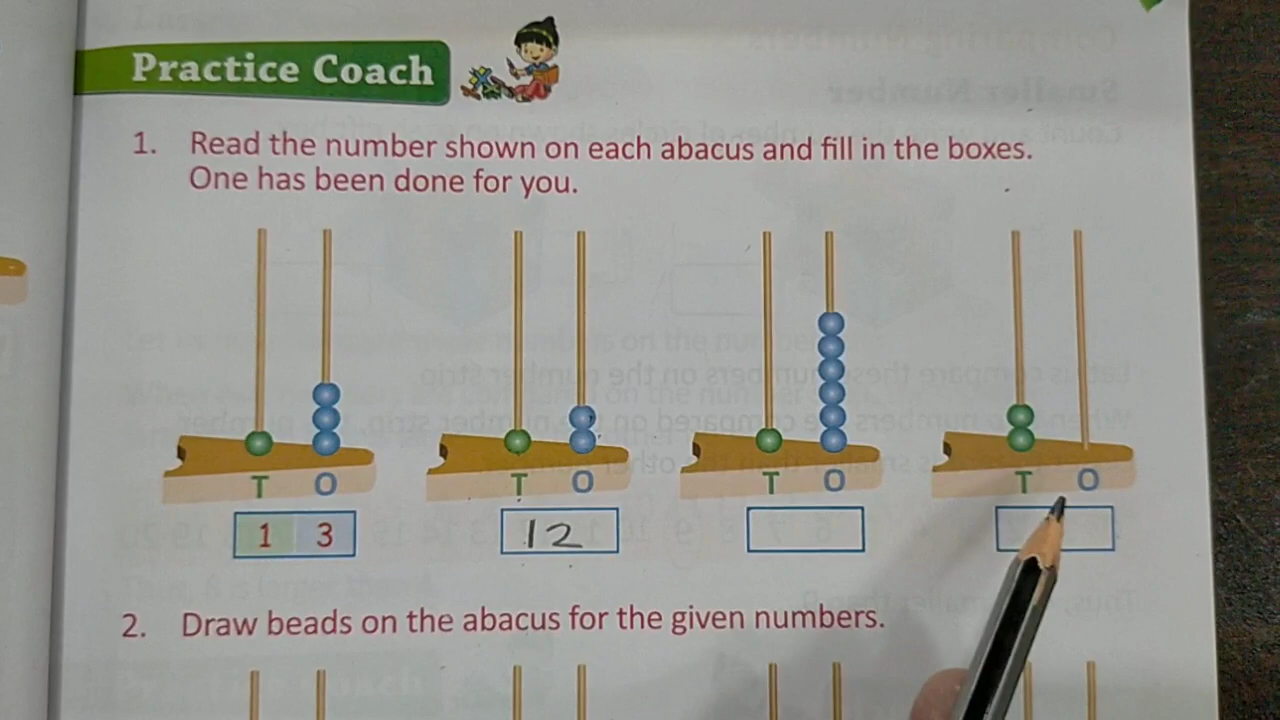 Practice Coach
1. Read the number shown on each abacus and fill in the boxes.
One has been done for you.
T O T O T O T O
1 3 12
2. Draw beads on the abacus for the given numbers.